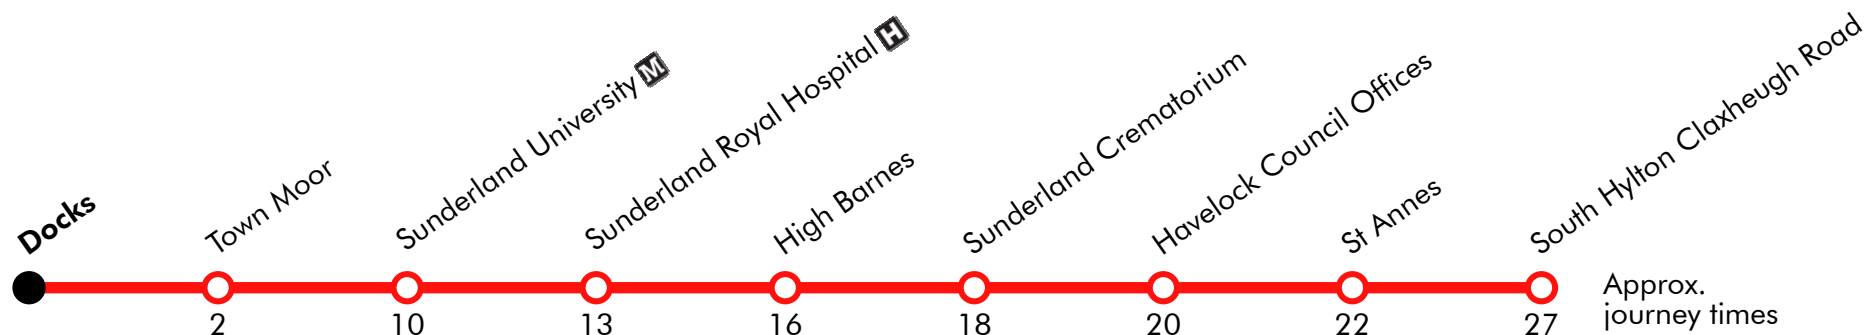 Docks
Town Moor
Sunderland University M
Sunderland Royal Hospital H
High Barnes
Sunderland Crematorium
Havelock Council Offices
St Annes
South Hylton Claxheugh Road
2
10
13
16
18
20
22
27
Approx.
journey times